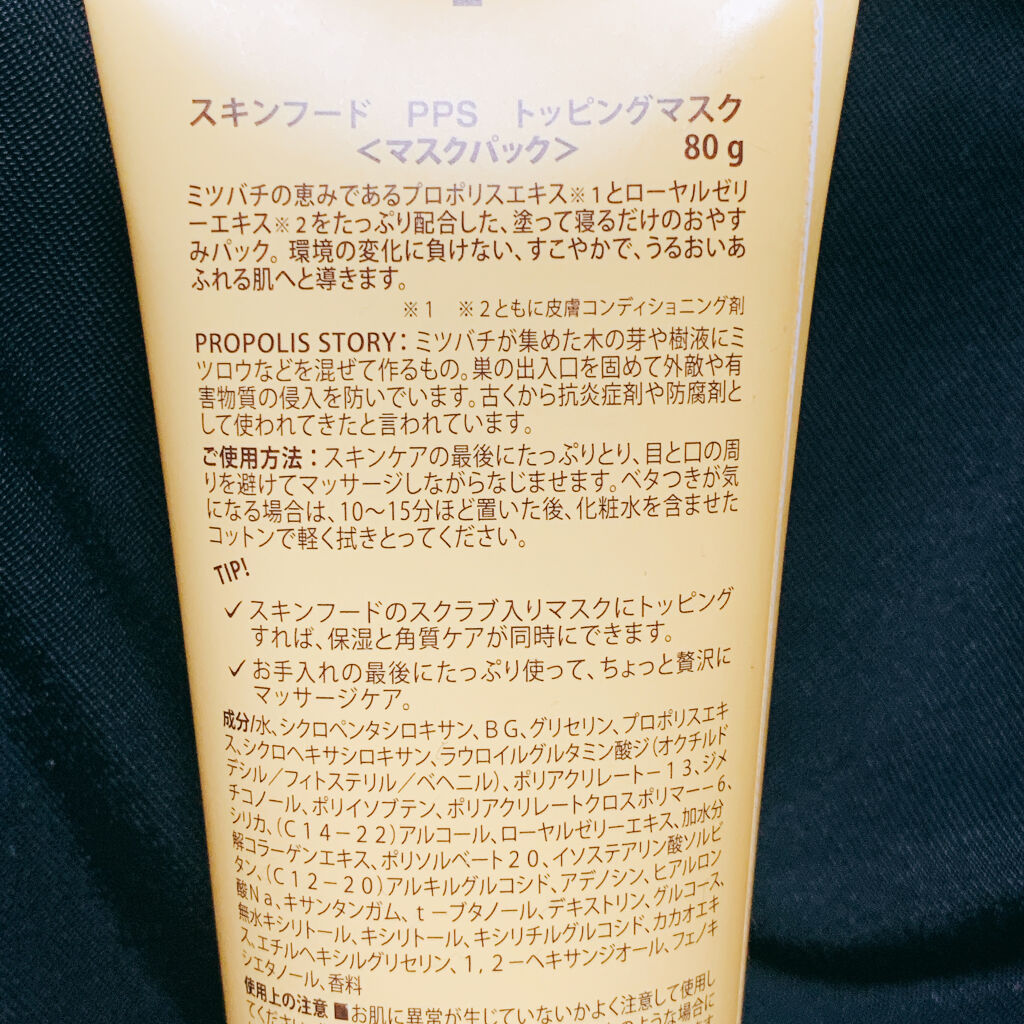 スキンフード　PPS　トッピングマスク
＜マスクパック＞　80 g
ミツバチの恵みであるプロポリスエキス※1とローヤルゼリ
ーエキス※2をたっぷり配合した、塗って寝るだけのおやす
みパック。環境の変化に負けない、すこやかで、うるおいあ
ふれる肌へと導きます。
※1　※2ともに皮膚コンディショニング剤
PROPOLIS STORY：ミツバチが集めた木の芽や樹液にミ
ツロウなどを混ぜて作るもの。巣の出入口を固めて外敵や有
害物質の侵入を防いでいます。古くから抗炎症剤や防腐剤と
して使われてきたと言われています。
ご使用方法：スキンケアの最後にたっぷりとり、目と口の周
りを避けてマッサージしながらなじませます。ベタつきが気
になる場合は、10～15分ほど置いた後、化粧水を含ませた
コットンで軽く拭きとってください。
TIP!
✓ スキンフードのスクラブ入りマスクにトッピング
すれば、保湿と角質ケアが同時にできます。
✓ お手入れの最後にたっぷり使って、ちょっと贅沢に
マッサージケア。
成分/水、シクロペンタシロキサン、BG、グリセリン、プロポリスエキ
ス、シクロヘキサシロキサン、ラウロイルグルタミン酸ジ（オクチルド
デシル／フィトステリル／ベヘニル）、ポリアクリレート－13、ジメ
チコノール、ポリイソブテン、ポリアクリレートクロスポリマー－6、
シリカ、（C14－22）アルコール、ローヤルゼリーエキス、加水分
解コラーゲンエキス、ポリソルベート20、イソステアリン酸ソルビ
タン、（C12－20）アルキルグルコシド、アデノシン、ヒアルロン
酸Na、キサンタンガム、t－ブタノール、デキストリン、グルコース、
無水キシリトール、キシリトール、キシリチルグルコシド、カカオエキ
ス、エチルヘキシルグリセリン、1,2－ヘキサンジオール、フェノキ
シエタノール、香料
使用上の注意 ■お肌に異常が生じていないかよく注意して使用し
てください